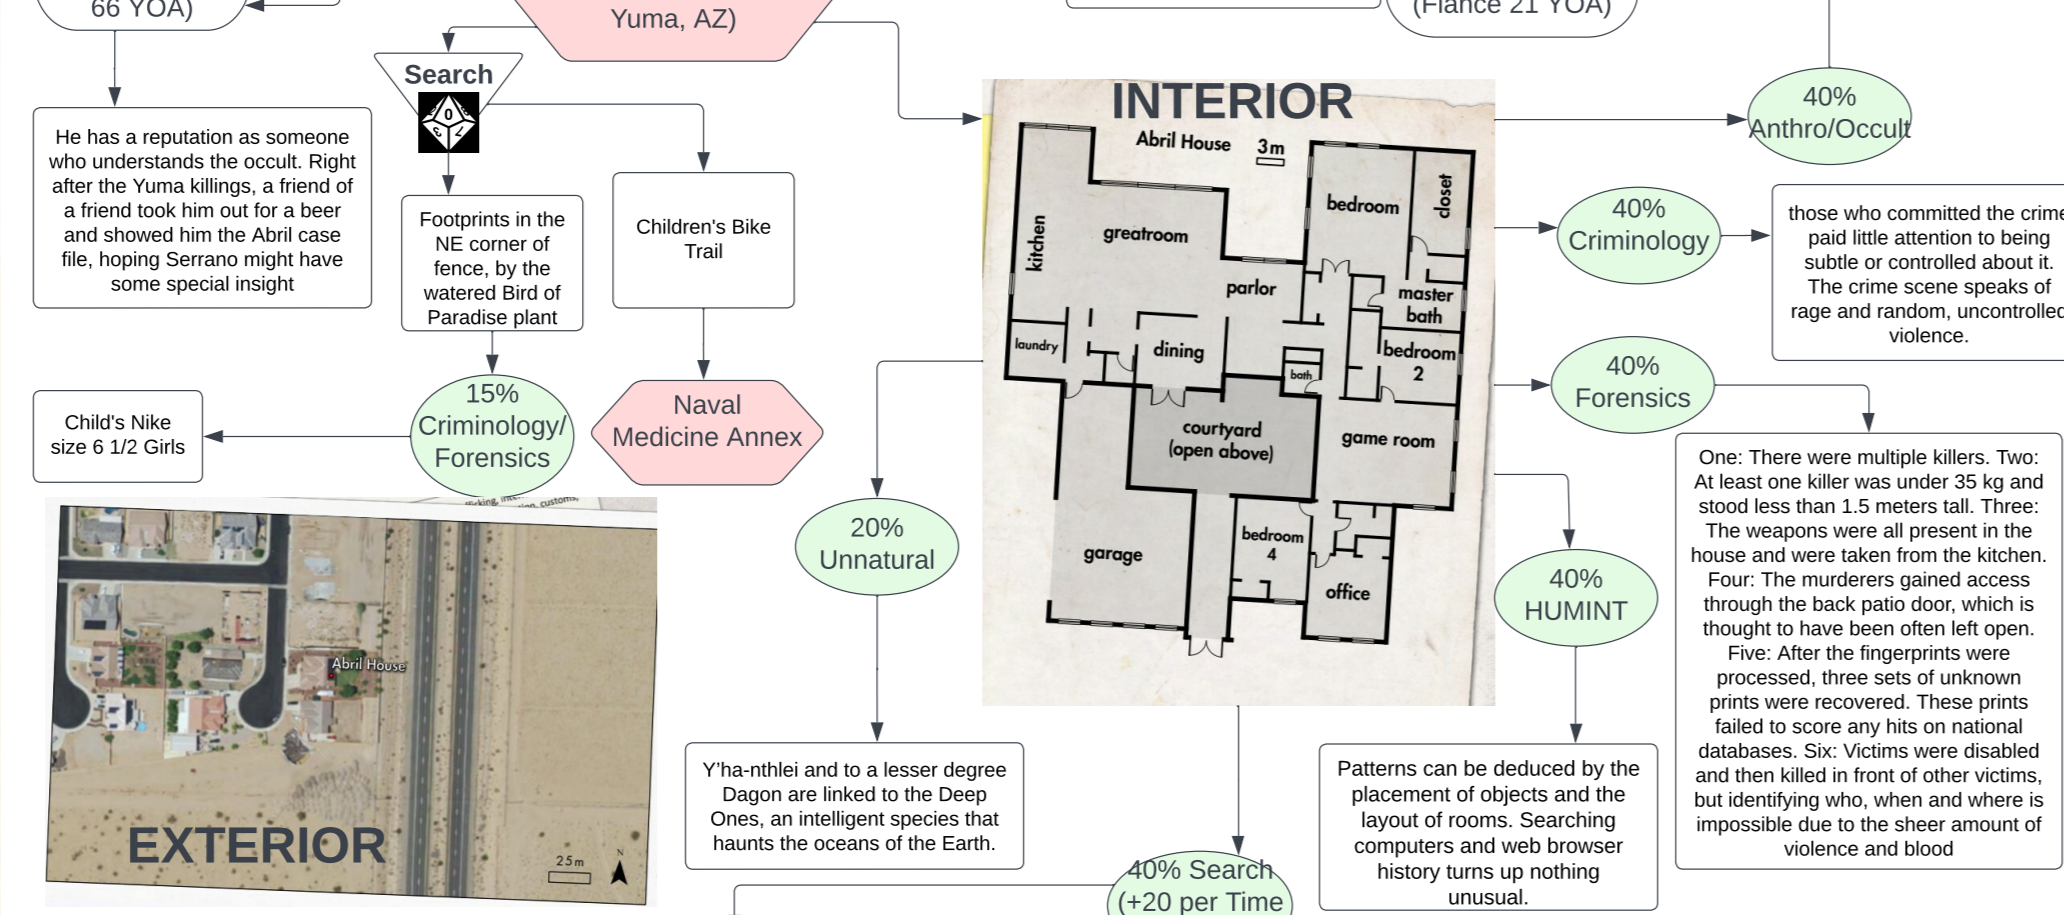 66 YOA)
Yuma, AZ)
(Fiance 21 YOA)
Search
0
He has a reputation as someone
who understands the occult. Right
after the Yuma killings, a friend of
a friend took him out for a beer
and showed him the Abril case
file, hoping Serrano might have
some special insight
Footprints in the
NE corner of
fence, by the
watered Bird of
Paradise plant
Children's Bike
Trail
Child's Nike
size 6 1/2 Girls
15%
Criminology/
Forensics
Naval
Medicine Annex
INTERIOR
Abril House
3m
kitchen
greatroom
bedroom
closet
parlor
master
bath
laundry
dining
bath
bedroom
2
courtyard
(open above)
game room
garage
bedroom
4
office
40%
Anthro/Occult
40%
Criminology
those who committed the crime
paid little attention to being
subtle or controlled about it.
The crime scene speaks of
rage and random, uncontrolled
violence.
40%
Forensics
One: There were multiple killers. Two:
At least one killer was under 35 kg and
stood less than 1.5 meters tall. Three:
The weapons were all present in the
house and were taken from the kitchen.
Four: The murderers gained access
through the back patio door, which is
thought to have been often left open.
Five: After the fingerprints were
processed, three sets of unknown
prints were recovered. These prints
failed to score any hits on national
databases. Six: Victims were disabled
and then killed in front of other victims,
but identifying who, when and where is
impossible due to the sheer amount of
violence and blood
20%
Unnatural
40%
HUMINT
customs,
Abril House
EXTERIOR
25m
N
Y'ha-nthlei and to a lesser degree
Dagon are linked to the Deep
Ones, an intelligent species that
haunts the oceans of the Earth.
Patterns can be deduced by the
placement of objects and the
layout of rooms. Searching
computers and web browser
history turns up nothing
unusual.
40% Search
(+20 per Time